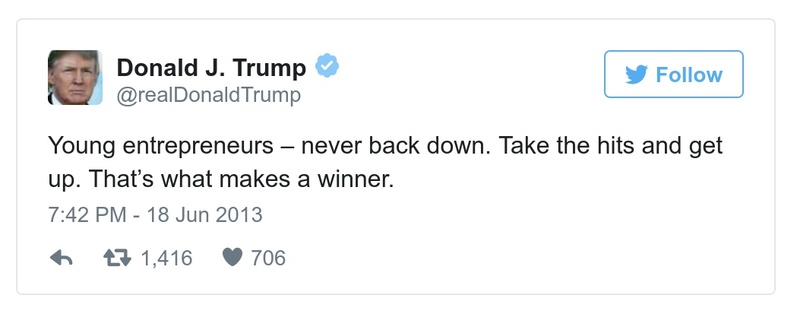 Donald J. Trump
@realDonaldTrump
Follow
Young entrepreneurs – never back down. Take the hits and get
up. That’s what makes a winner.
7:42 PM - 18 Jun 2013
1,416 706